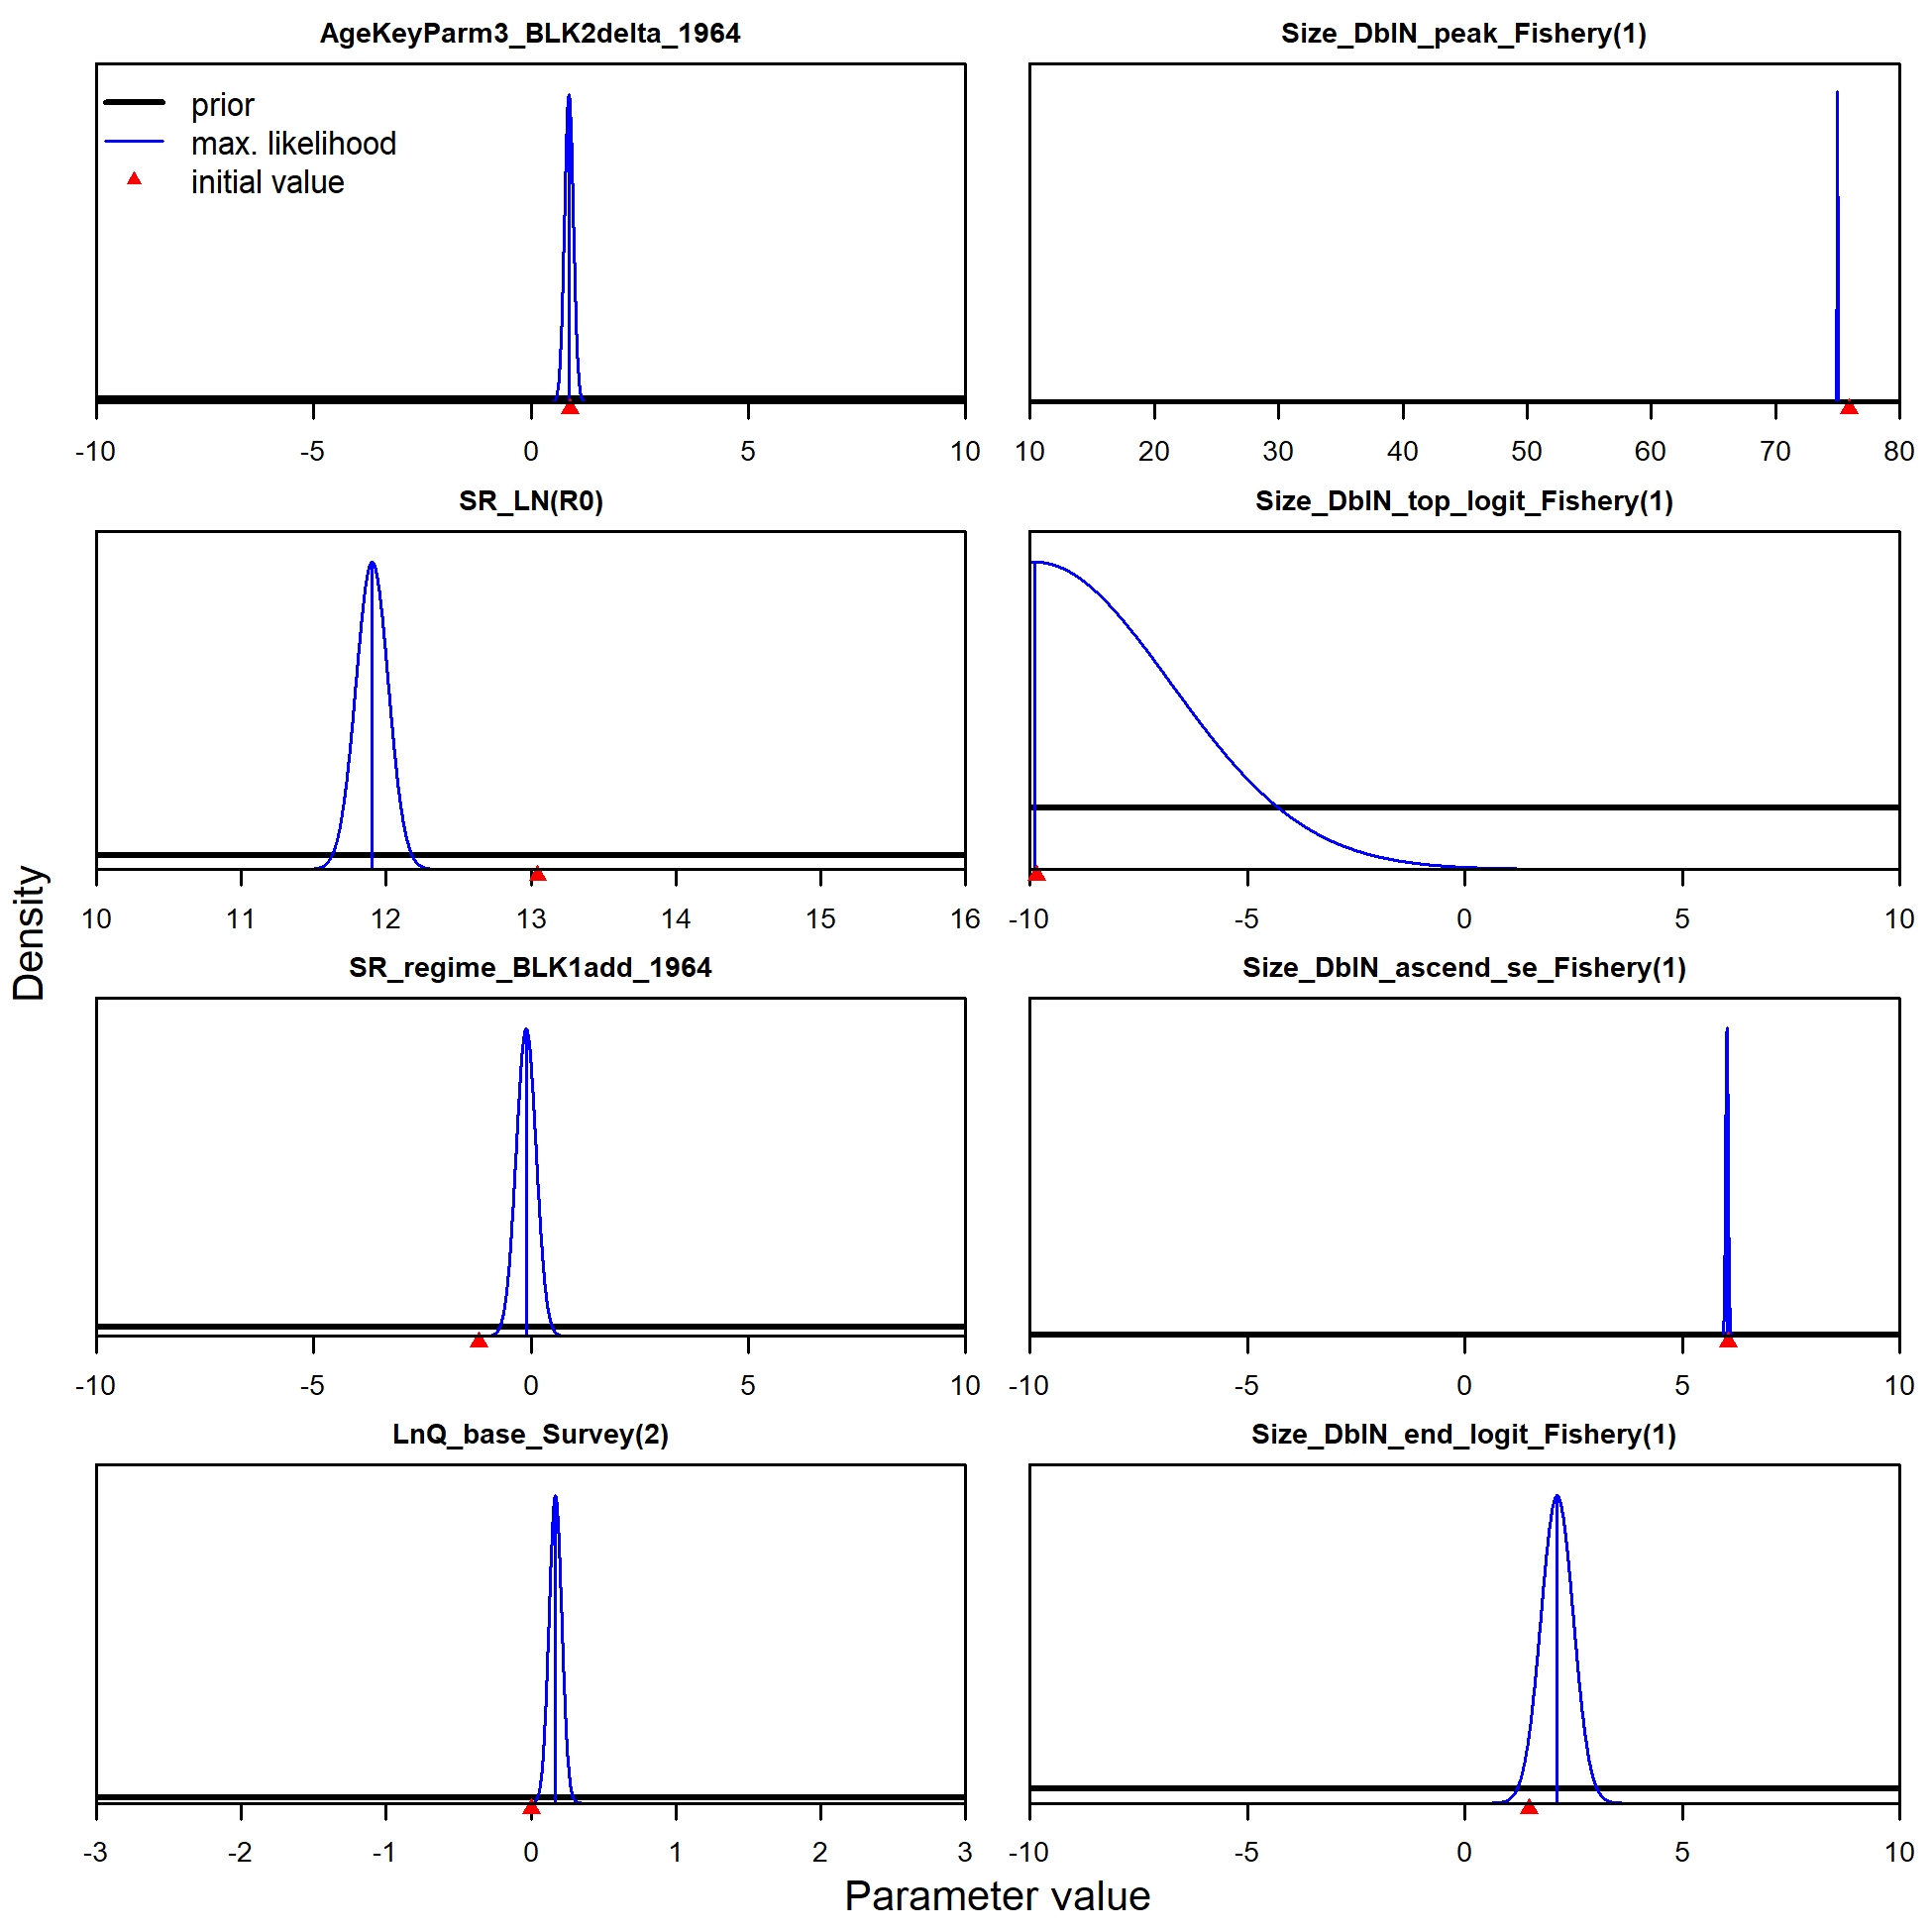 AgeKeyParm3_BLK2delta_1964
prior
max. likelihood
initial value
-10 -5 0 5 10
Size_DblN_peak_Fishery(1)
10 20 30 40 50 60 70 80
SR_LN(R0)
10 11 12 13 14 15 16
Size_DblN_top_logit_Fishery(1)
-10 -5 0 5 10
SR_regime_BLK1add_1964
-10 -5 0 5 10
Size_DblN_ascend_se_Fishery(1)
-10 -5 0 5 10
LnQ_base_Survey(2)
-3 -2 -1 0 1 2 3
Size_DblN_end_logit_Fishery(1)
-10 -5 0 5 10
Density
Parameter value